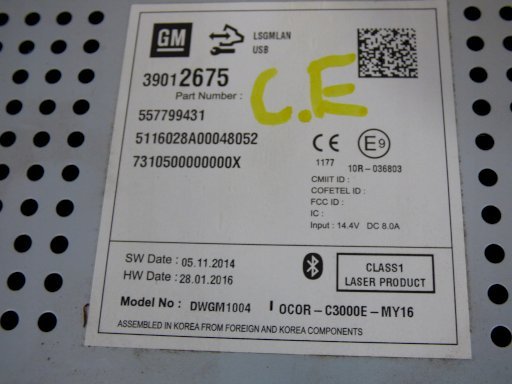 GM
LSGMLAN
USB
39012675
Part Number :
C.E
557799431
5116028A00048052
7310500000000X
CE
1177
E9
10R-036803
CMIIT ID :
COFETEL ID :
FCC ID :
IC :
Input : 14.4V DC 8.0A
SW Date : 05.11.2014
HW Date : 28.01.2016
CLASS1
LASER PRODUCT
Model No : DWGM1004 I OCOR-C3000E-MY16
ASSEMBLED IN KOREA FROM FOREIGN AND KOREA COMPONENTS